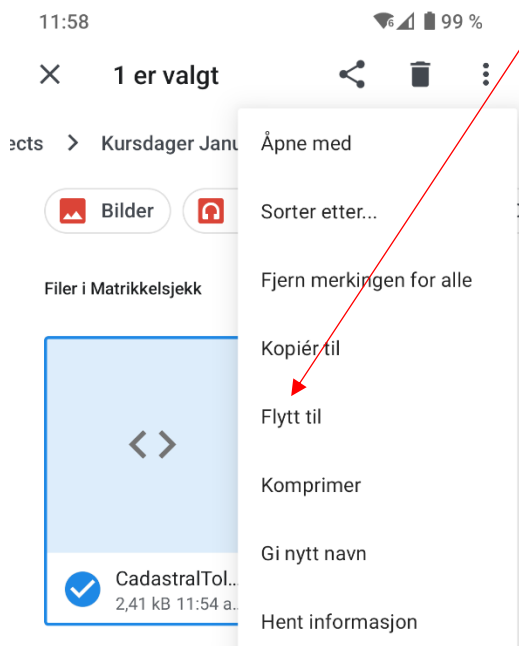 11:58
6
99 %
1 er valgt
ects > Kursdager Janu
Bilder
Filer i Matrikkelsjekk
CadastralTol...
2,41 kB 11:54 a..
Åpne med
Sorter etter...
Fjern merkingen for alle
Kopiér til
Flytt til
Komprimer
Gi nytt navn
Hent informasjon